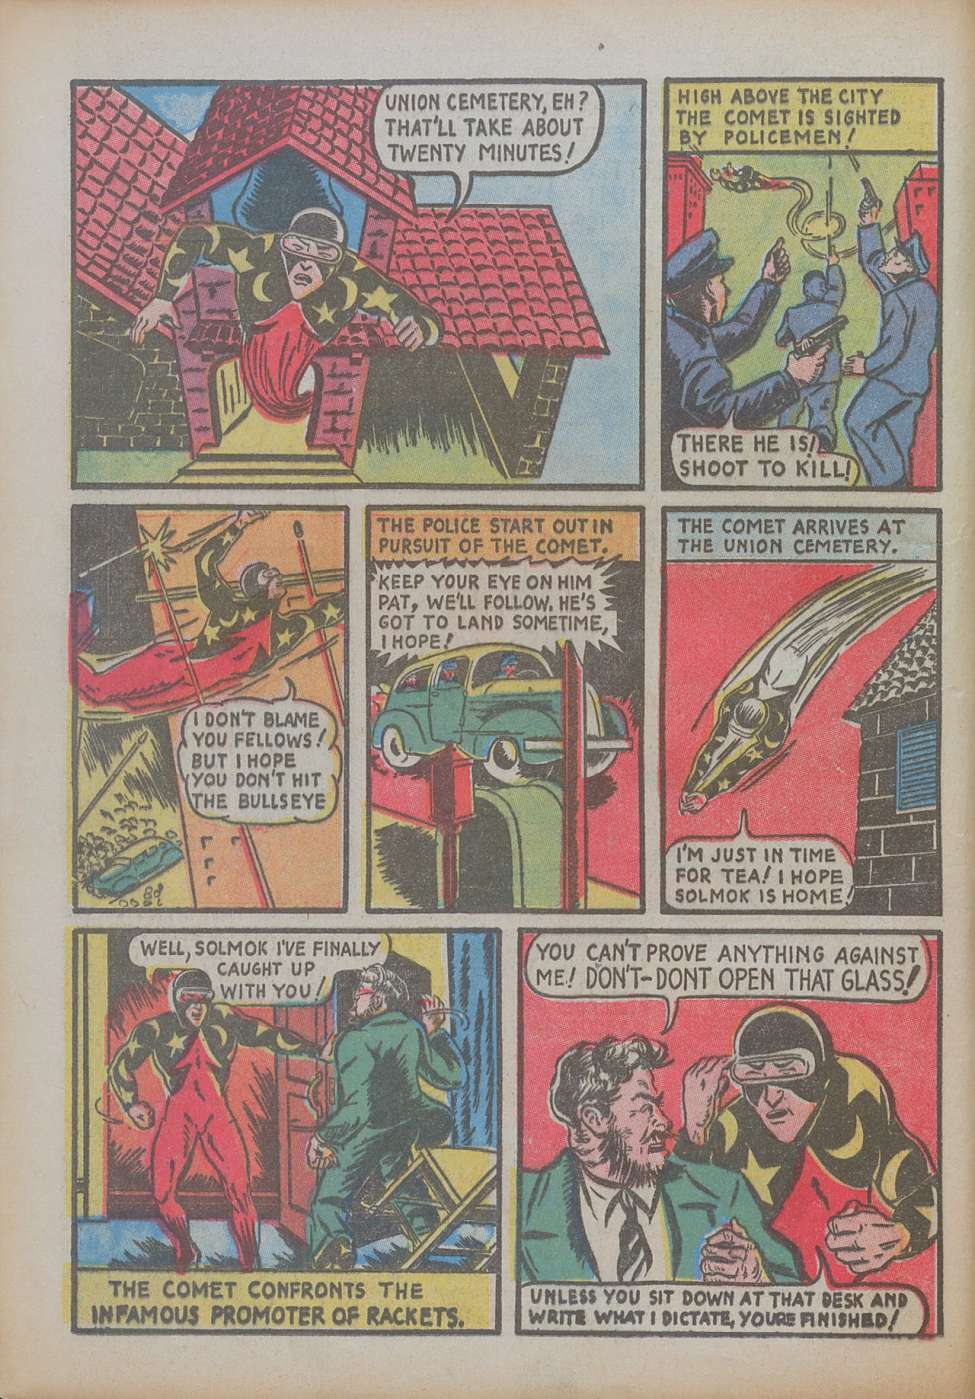 UNION CEMETERY, EH?
THAT'LL TAKE ABOUT
TWENTY MINUTES!
HIGH ABOVE THE CITY
THE COMET IS SIGHTED
BY POLICEMEN!
THERE HE IS!
SHOOT TO KILL!
I DON'T BLAME
YOU FELLOWS!
BUT I HOPE
YOU DON'T HIT
THE BULLSEYE
THE POLICE START OUT IN
PURSUIT OF THE COMET.
KEEP YOUR EYE ON HIM
PAT, WE'LL FOLLOW. HE'S
GOT TO LAND SOMETIME,
I HOPE!
THE COMET ARRIVES AT
THE UNION CEMETERY.
I'M JUST IN TIME
FOR TEA! I HOPE
SOLMOK IS HOME!
WELL, SOLMOK I'VE FINALLY
CAUGHT UP
WITH YOU!
THE COMET CONFRONTS THE
INFAMOUS PROMOTER OF RACKETS.
YOU CAN'T PROVE ANYTHING AGAINST
ME! DON'T-DONT OPEN THAT GLASS!
UNLESS YOU SIT DOWN AT THAT DESK AND
WRITE WHAT I DICTATE, YOURE FINISHED!